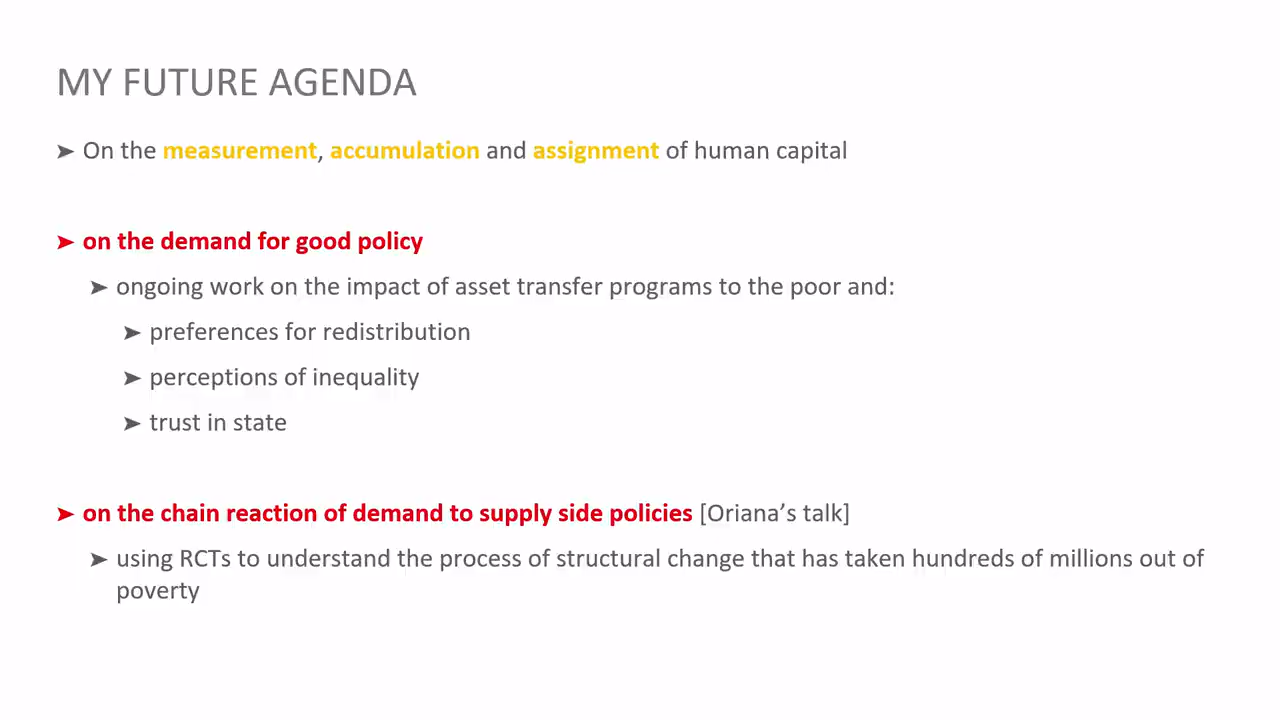 MY FUTURE AGENDA
➤ On the measurement, accumulation and assignment of human capital
➤ on the demand for good policy
➤ ongoing work on the impact of asset transfer programs to the poor and:
➤ preferences for redistribution
➤ perceptions of inequality
➤ trust in state
➤ on the chain reaction of demand to supply side policies [Oriana’s talk]
➤ using RCTs to understand the process of structural change that has taken hundreds of millions out of
poverty